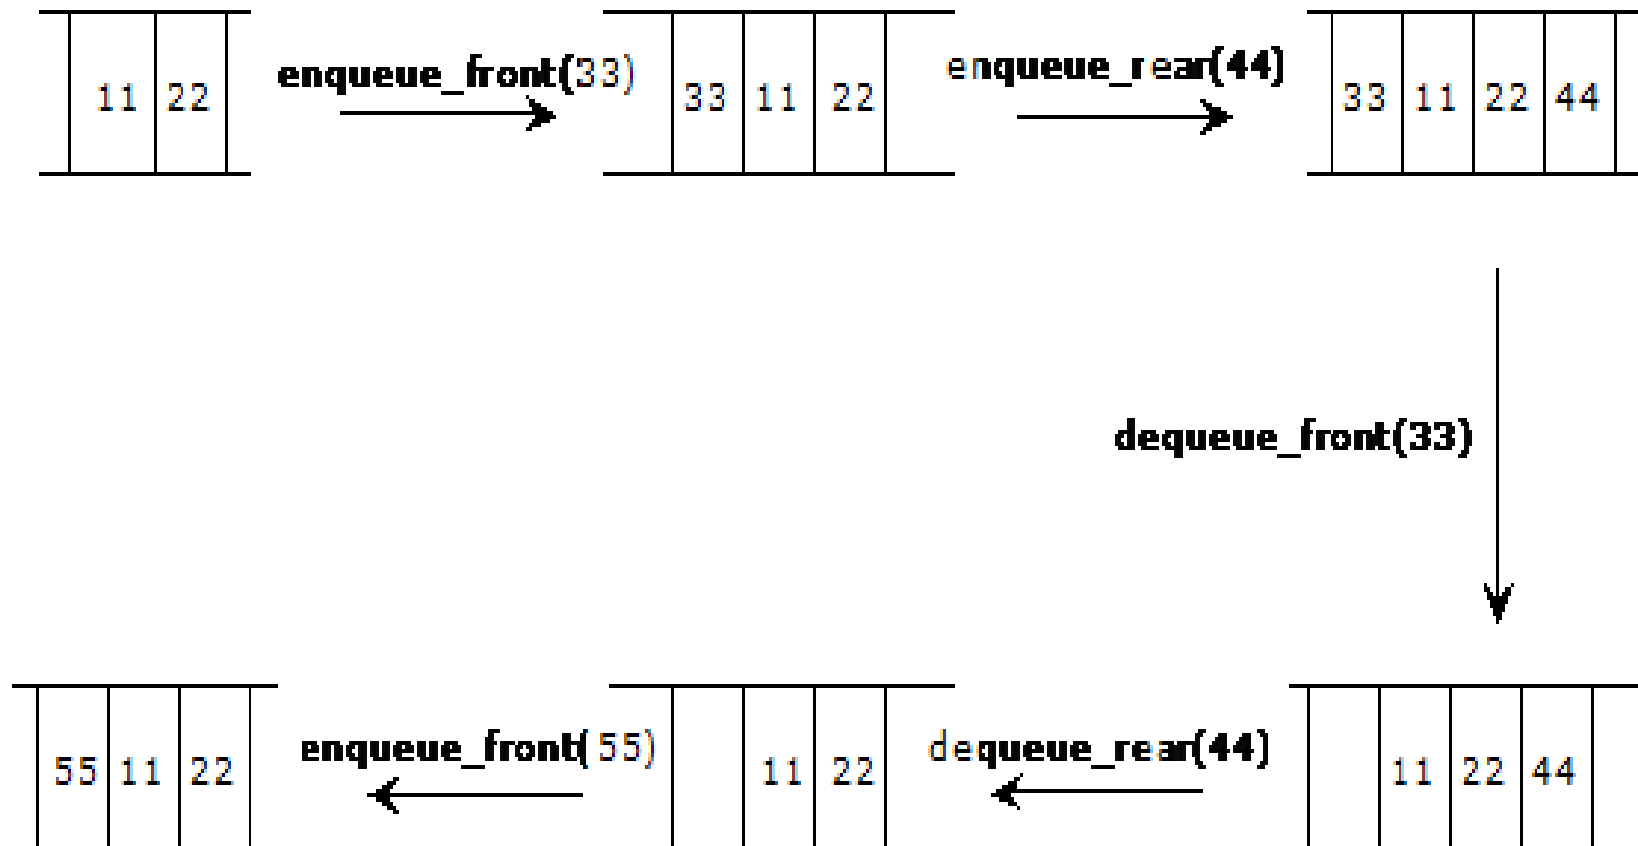 11 22
enqueue_front(33)
33 11 22
enqueue_rear(44)
33 11 22 44
dequeue_front(33)
11 22 44
dequeue_rear(44)
11 22
enqueue_front(55)
55 11 22